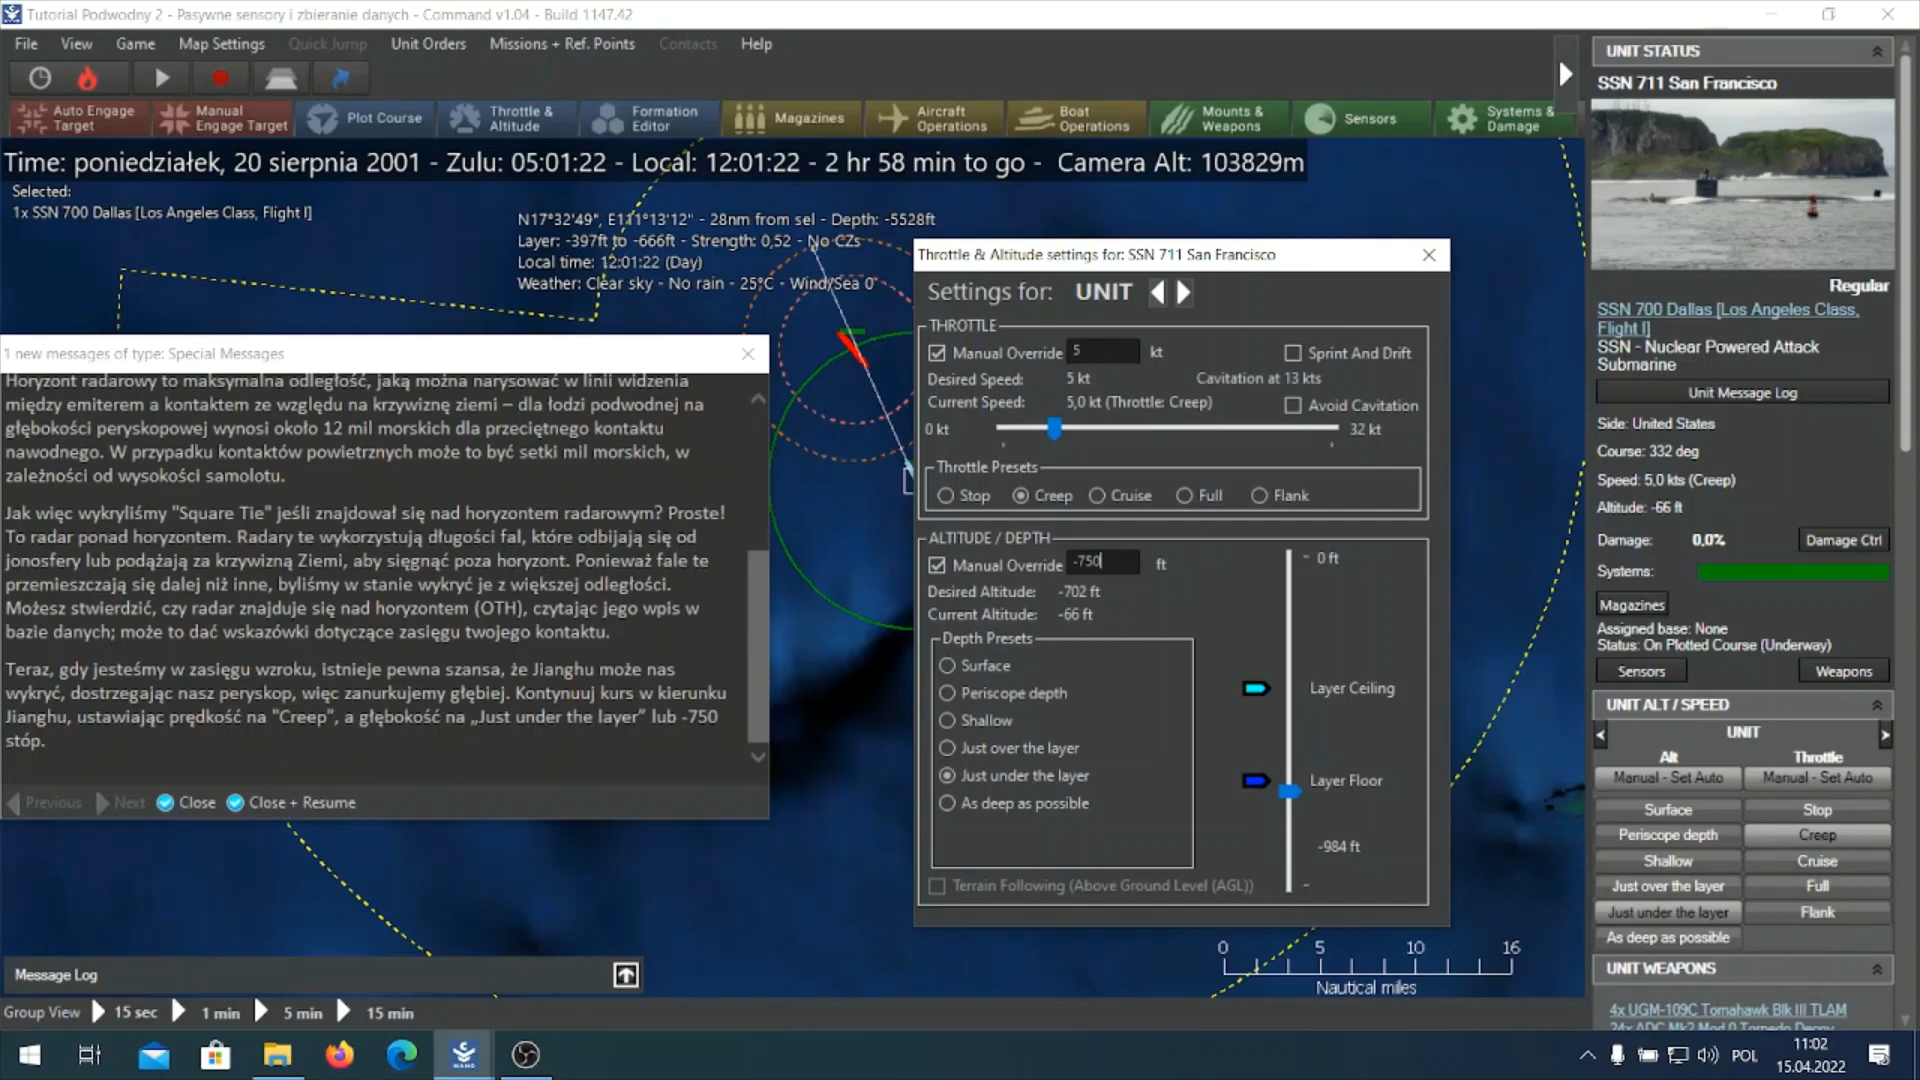 Tutorial Podwodny 2 - Pasywne sensory i zbieranie danych - Command v1.04 - Build 1147.42
File View Game Map Settings Quick Jump Unit Orders Missions + Ref. Points Contacts Help
Auto Engage Target
Manual Engage Target
Plot Course
Throttle & Altitude
Formation Editor
Magazines
Aircraft Operations
Boat Operations
Mounts & Weapons
Sensors
Systems & Damage
Time: poniedziałek, 20 sierpnia 2001 - Zulu: 05:01:22 - Local: 12:01:22 - 2 hr 58 min to go - Camera Alt: 103829m
Selected:
1x SSN 700 Dallas [Los Angeles Class, Flight I]
N17°32'49", E111°13'12" - 28nm from sel - Depth: -5528ft
Layer: -397ft to -666ft - Strength: 0,52 - No CZs
Local time: 12:01:22 (Day)
Weather: Clear sky - No rain - 25°C - Wind/Sea 0
1 new messages of type: Special Messages
Horyzont radarowy to maksymalna odległość, jaką można narysować w linii widzenia
między emiterem a kontaktem ze względu na krzywiznę ziemi – dla łodzi podwodnej na
głębokości peryskopowej wynosi około 12 mil morskich dla przeciętnego kontaktu
nawodnego. W przypadku kontaktów powietrznych może to być setki mil morskich, w
zależności od wysokości samolotu.
Jak więc wykryliśmy "Square Tie" jeśli znajdował się nad horyzontem radarowym? Proste!
To radar ponad horyzontem. Radary te wykorzystują długości fal, które odbijają się od
jonosfery lub podążają za krzywizną Ziemi, aby sięgnąć poza horyzont. Ponieważ fale te
przemieszczają się dalej niż inne, byliśmy w stanie wykryć je z większej odległości.
Możesz stwierdzić, czy radar znajduje się nad horyzontem (OTH), czytając jego wpis w
bazie danych; może to dać wskazówki dotyczące zasięgu twojego kontaktu.
Teraz, gdy jesteśmy w zasięgu wzroku, istnieje pewna szansa, że Jianghu może nas
wykryć, dostrzegając nasz peryskop, więc zanurkujemy głębiej. Kontynuuj kurs w kierunku
Jianghu, ustawiając prędkość na "Creep", a głębokość na „Just under the layer” lub -750
stóp.
Previous Next Close Close + Resume
Throttle & Altitude settings for: SSN 711 San Francisco
Settings for: UNIT
THROTTLE
Manual Override 5 kt Sprint And Drift
Desired Speed: 5 kt Cavitation at 13 kts
Current Speed: 5,0 kt (Throttle: Creep) Avoid Cavitation
0 kt 32 kt
Throttle Presets
Stop Creep Cruise Full Flank
ALTITUDE / DEPTH
Manual Override -750 ft
Desired Altitude: -702 ft
Current Altitude: -66 ft
Depth Presets
Surface
Periscope depth
Shallow
Just over the layer
Just under the layer
As deep as possible
- 0 ft
Layer Ceiling
Layer Floor
-984 ft
-
Terrain Following (Above Ground Level (AGL))
0 5 10 16
Nautical miles
Message Log
Group View 15 sec 1 min 5 min 15 min
UNIT STATUS
SSN 711 San Francisco
Regular
SSN 700 Dallas [Los Angeles Class,
Flight I]
SSN - Nuclear Powered Attack
Submarine
Unit Message Log
Side: United States
Course: 332 deg
Speed: 5,0 kts (Creep)
Altitude: -66 ft
Damage: 0,0% Damage Ctrl
Systems:
Magazines
Assigned base: None
Status: On Plotted Course (Underway)
Sensors Weapons
UNIT ALT / SPEED
< UNIT >
Alt Throttle
Manual - Set Auto Manual - Set Auto
Surface Stop
Periscope depth Creep
Shallow Cruise
Just over the layer Full
Just under the layer Flank
As deep as possible
UNIT WEAPONS
4x UGM-109C Tomahawk Blk III TLAM
24x ADC Mk2 Mod 0 Torpedo Decoy
POL
11:02
15.04.2022